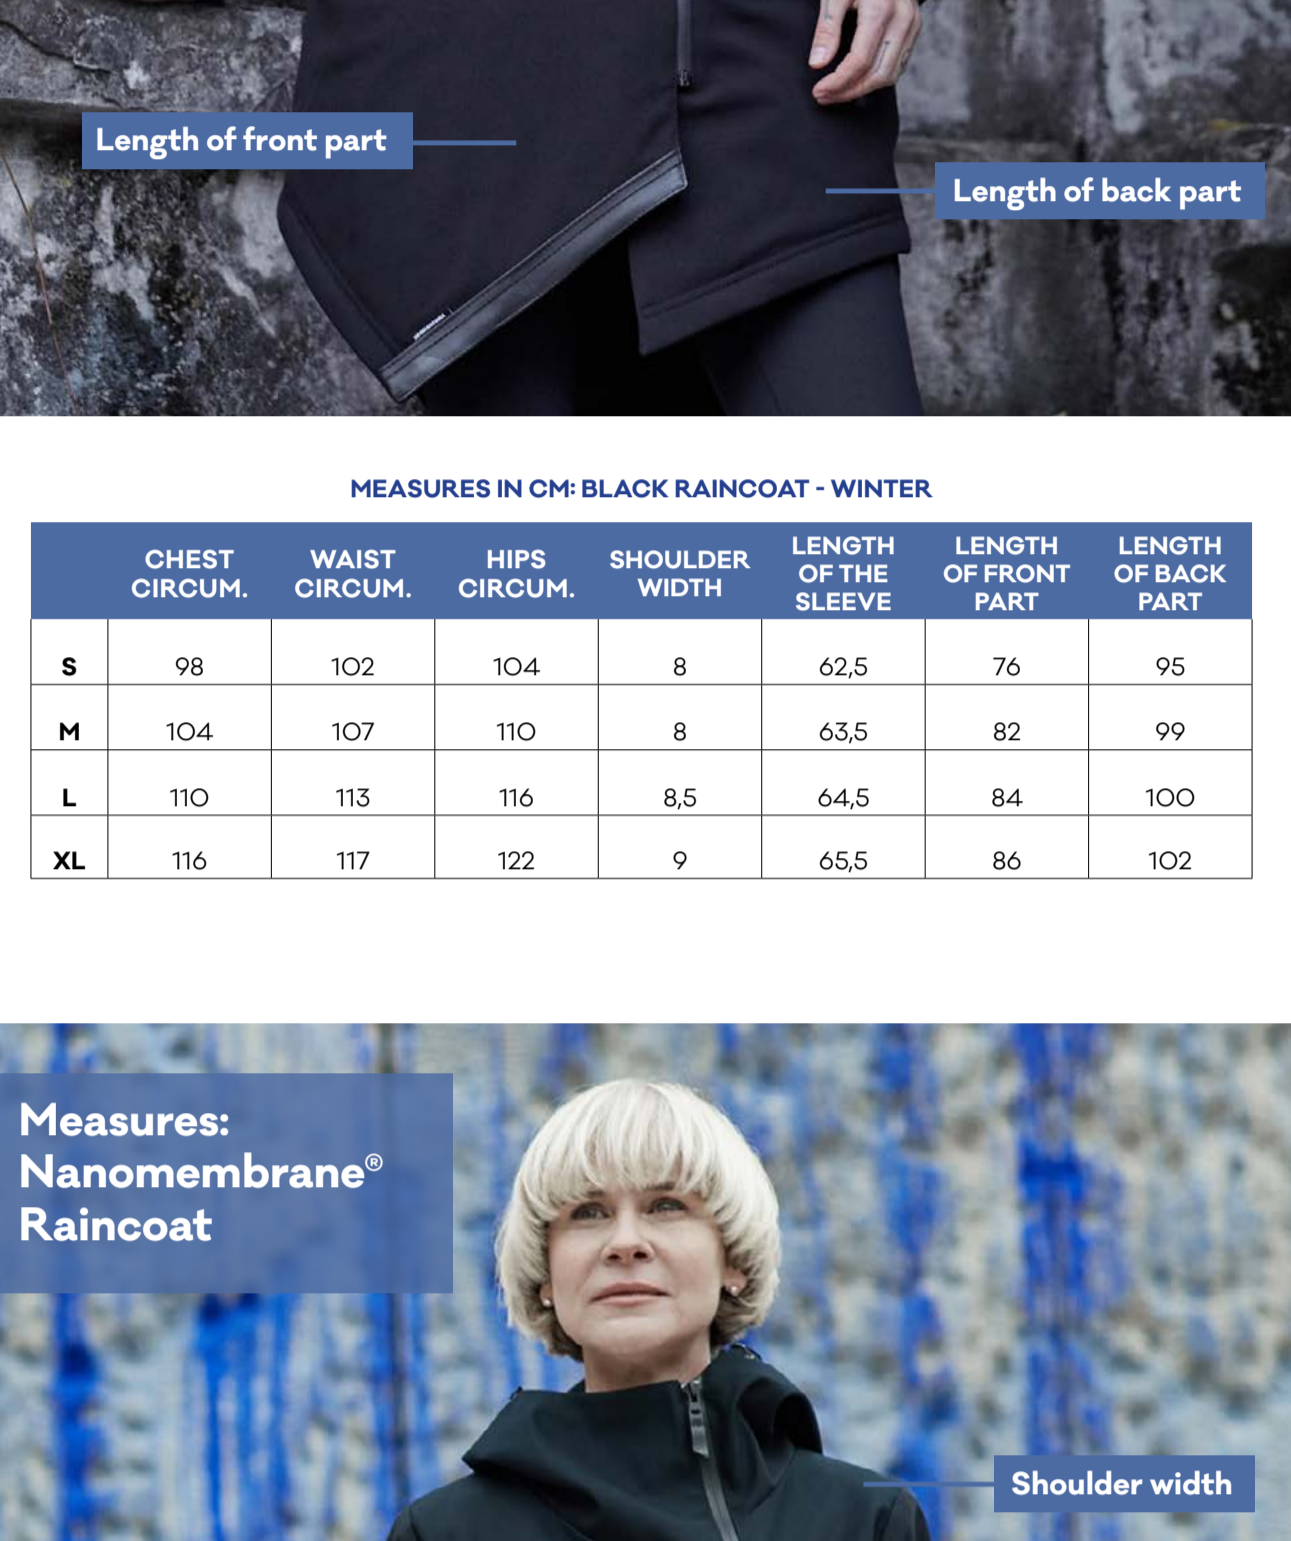 Length of front part
Length of back part
MEASURES IN CM: BLACK RAINCOAT - WINTER
CHEST CIRCUM. WAIST CIRCUM. HIPS CIRCUM. SHOULDER WIDTH LENGTH OF THE SLEEVE LENGTH OF FRONT PART LENGTH OF BACK PART
S 98 102 104 8 62,5 76 95
M 104 107 110 8 63,5 82 99
L 110 113 116 8,5 64,5 84 100
XL 116 117 122 9 65,5 86 102
Measures:
Nanomembrane®
Raincoat
Shoulder width